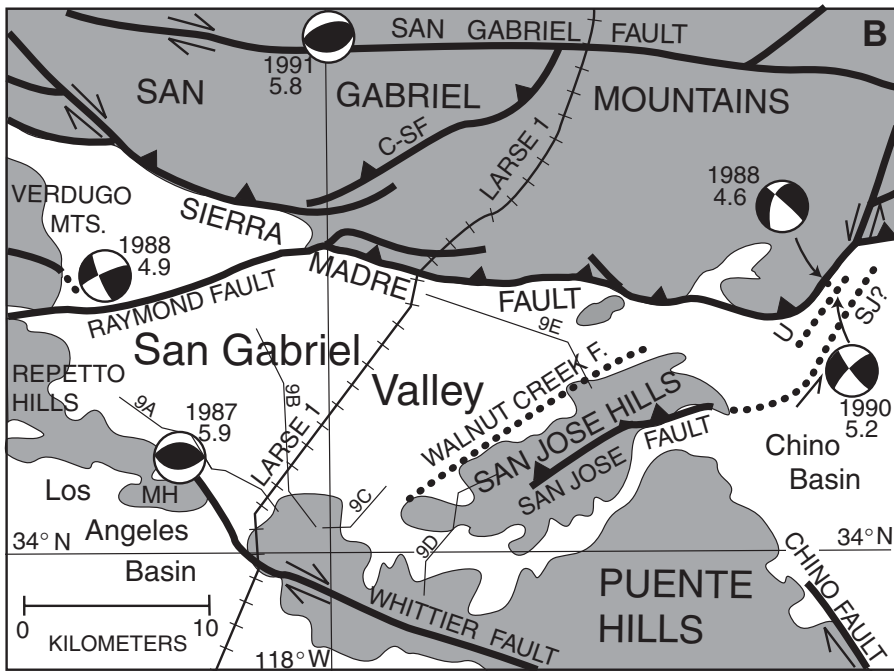 B
SAN GABRIEL FAULT
1991
5.8
SAN GABRIEL MOUNTAINS
C-SF
LARSE 1
1988
4.6
VERDUGO
MTS.
SIERRA
MADRE
FAULT
1988
4.9
RAYMOND FAULT
U
SJ?
9E
San Gabriel
Valley
WALNUT CREEK F.
REPETTO
HILLS
9A
9B
1987
5.9
LARSE 1
SAN JOSE HILLS
SAN JOSE FAULT
1990
5.2
Chino
Basin
MH
Los
Angeles
Basin
9C
9D
34° N
34° N
PUENTE
HILLS
CHINO FAULT
WHITTIER FAULT
0 10
KILOMETERS
118° W